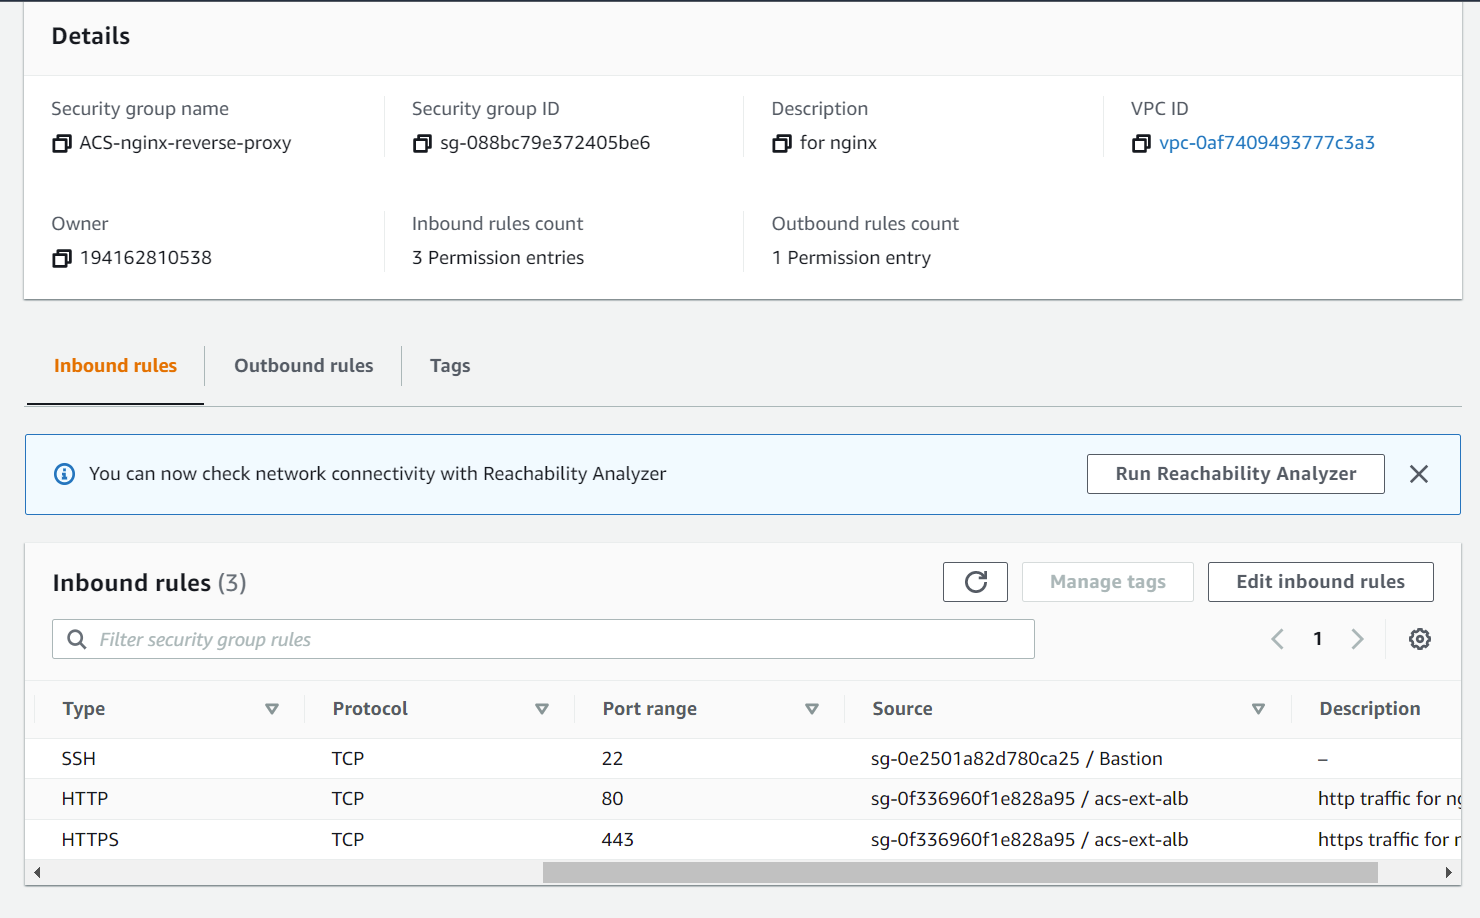 Details
Security group name
Security group ID
Description
VPC ID
ACS-nginx-reverse-proxy
sg-088bc79e372405be6
for nginx
vpc-0af7409493777c3a3
Owner
Inbound rules count
Outbound rules count
194162810538
3 Permission entries
1 Permission entry
Inbound rules
Outbound rules
Tags
You can now check network connectivity with Reachability Analyzer
Run Reachability Analyzer
Inbound rules (3)
Manage tags
Edit inbound rules
Filter security group rules
1
Type Protocol Port range Source Description
SSH TCP 22 sg-0e2501a82d780ca25 / Bastion –
HTTP TCP 80 sg-0f336960f1e828a95 / acs-ext-alb http traffic for
HTTPS TCP 443 sg-0f336960f1e828a95 / acs-ext-alb https traffic for